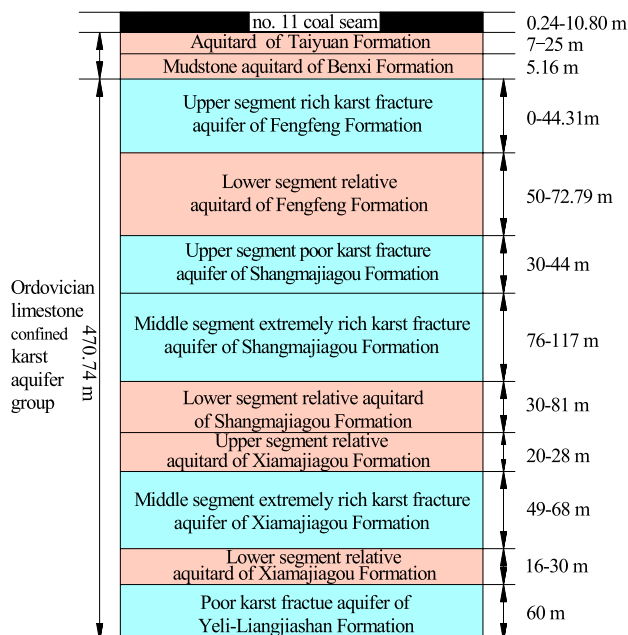 no. 11 coal seam
0.24-10.80 m
Aquitard of Taiyuan Formation
7-25 m
Mudstone aquitard of Benxi Formation
5.16 m
Upper segment rich karst fracture
aquifer of Fengfeng Formation
0-44.31m
Lower segment relative
aquitard of Fengfeng Formation
50-72.79 m
Upper segment poor karst fracture
aquifer of Shangmajiagou Formation
30-44 m
Ordovician
limestone
confined
karst
aquifer
group
470.74 m
Middle segment extremely rich karst fracture
aquifer of Shangmajiagou Formation
76-117 m
Lower segment relative aquitard
of Shangmajiagou Formation
30-81 m
Upper segment relative
aquitard of Xiamajiagou Formation
20-28 m
Middle segment extremely rich karst fracture
aquifer of Xiamajiagou Formation
49-68 m
Lower segment relative
aquitard of Xiamajiagou Formation
16-30 m
Poor karst fractue aquifer of
Yeli-Liangjiashan Formation
60 m